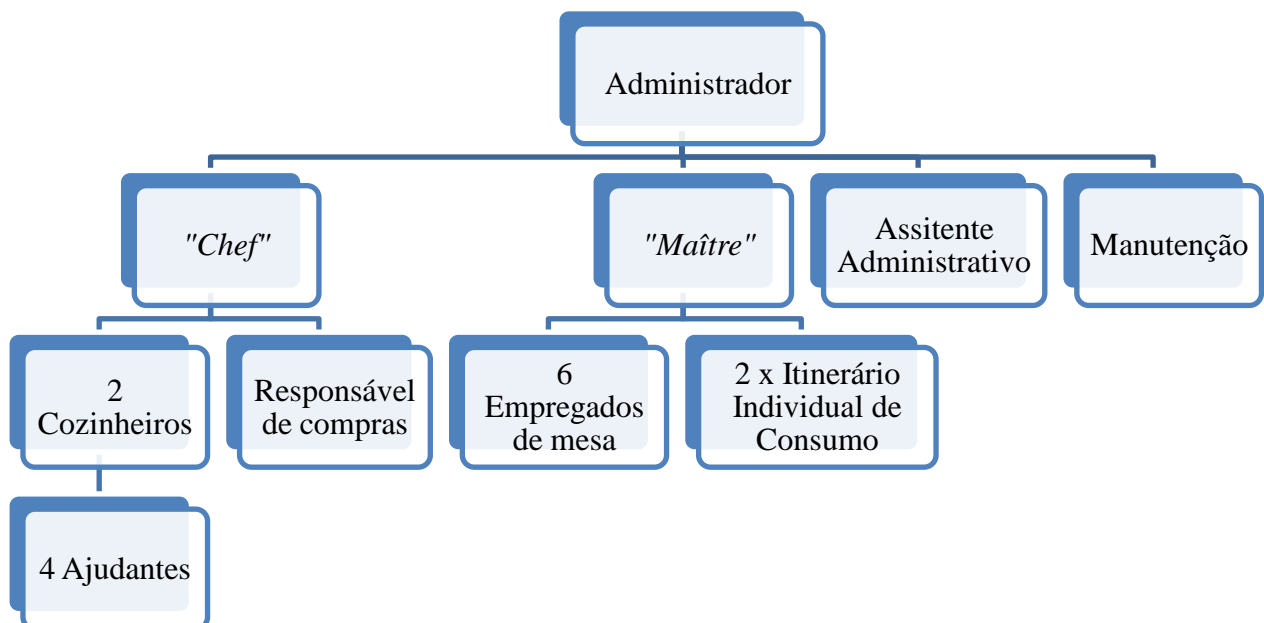 Administrador
"Chef"
"Maître"
Assitente
Administrativo
Manutenção
2
Cozinheiros
Responsável
de compras
6
Empregados
de mesa
2 x Itinerário
Individual de
Consumo
4 Ajudantes